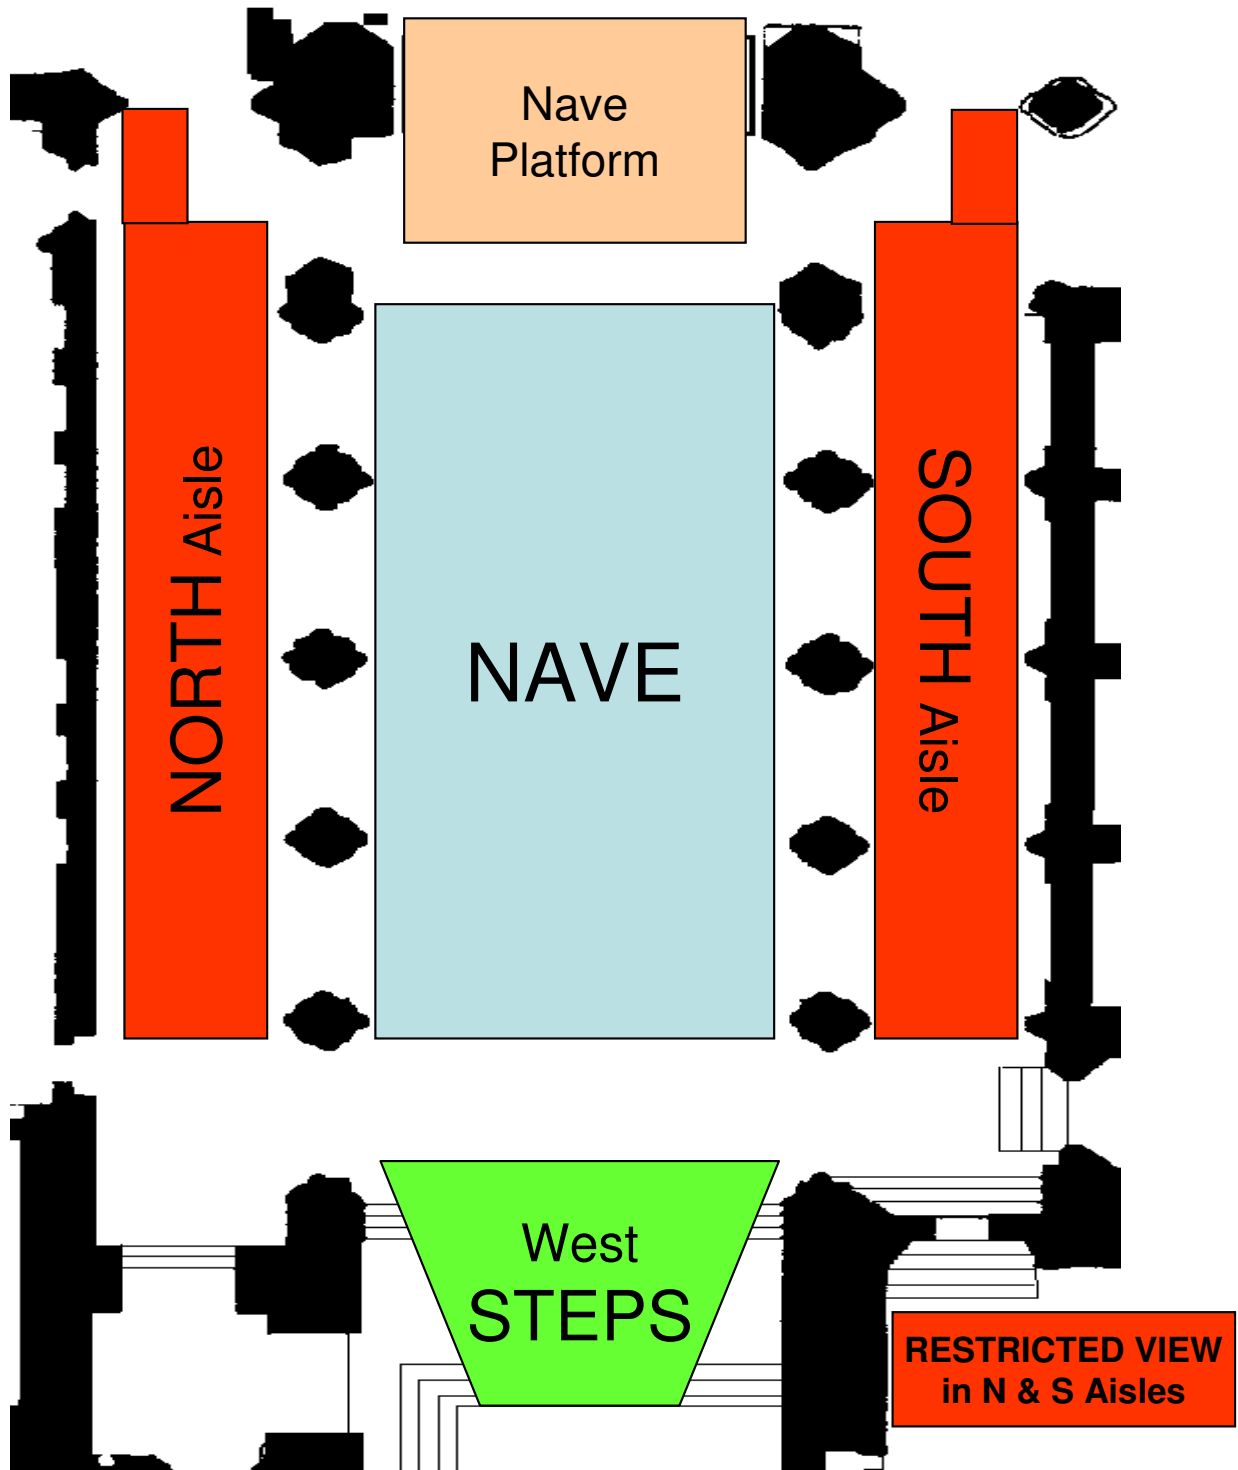 Nave
Platform
NORTH Aisle
NAVE
SOUTH Aisle
West
STEPS
RESTRICTED VIEW
in N & S Aisles